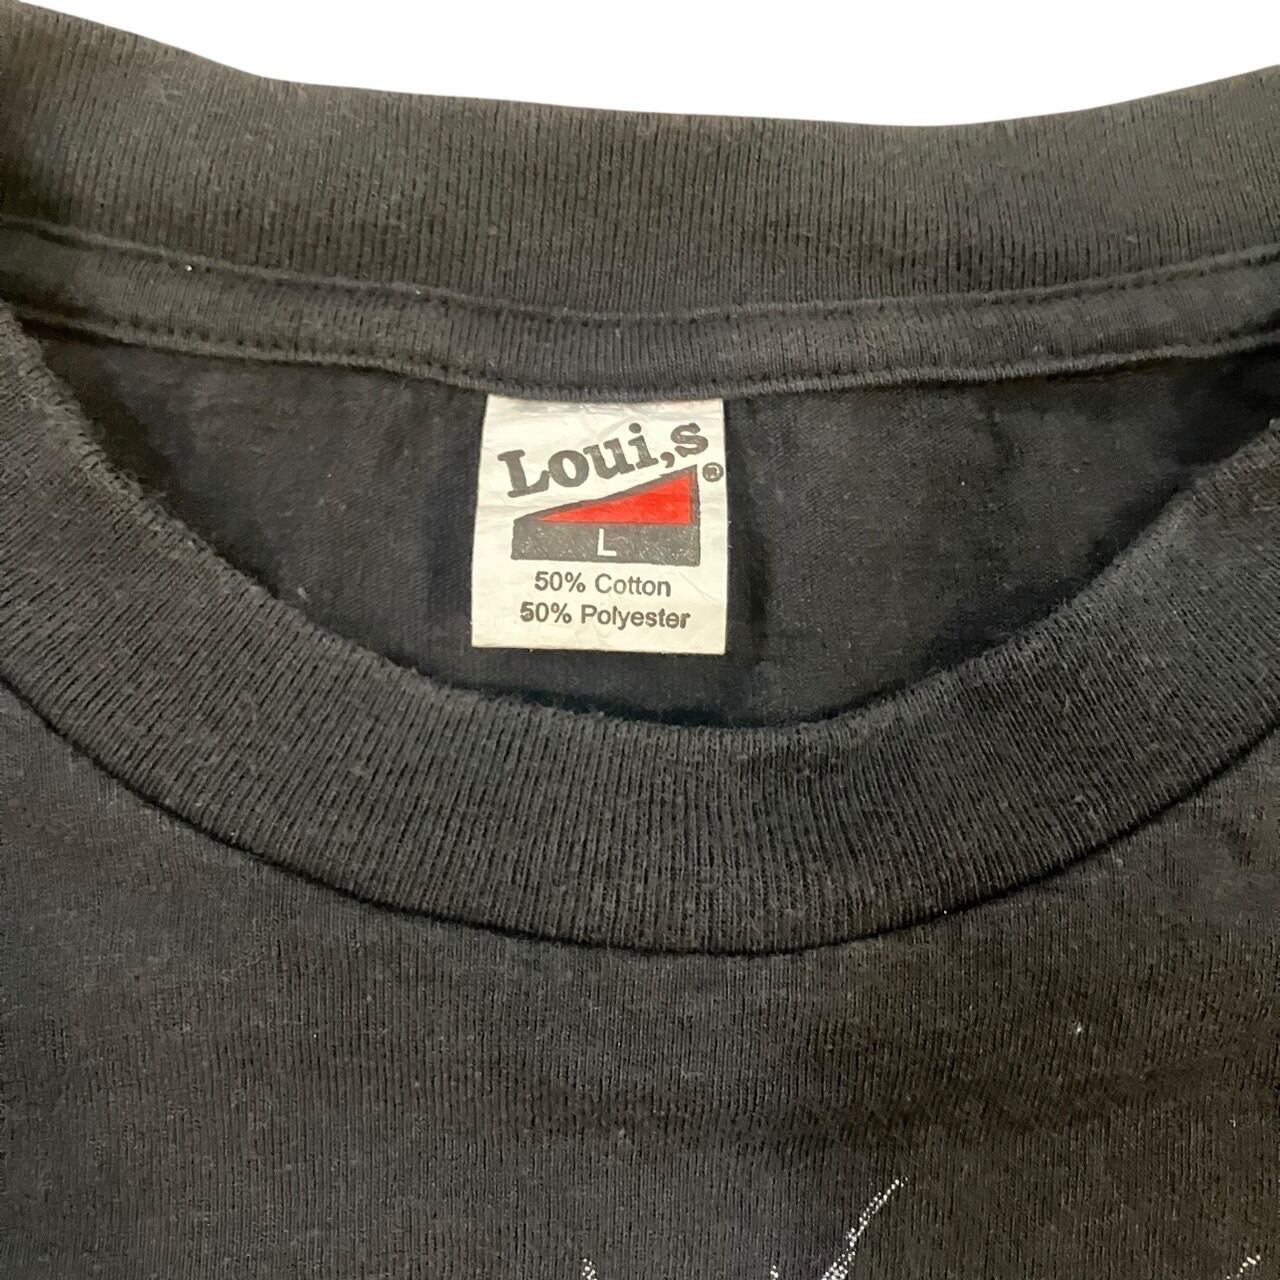 Loui,s®
L
50% Cotton
50% Polyester